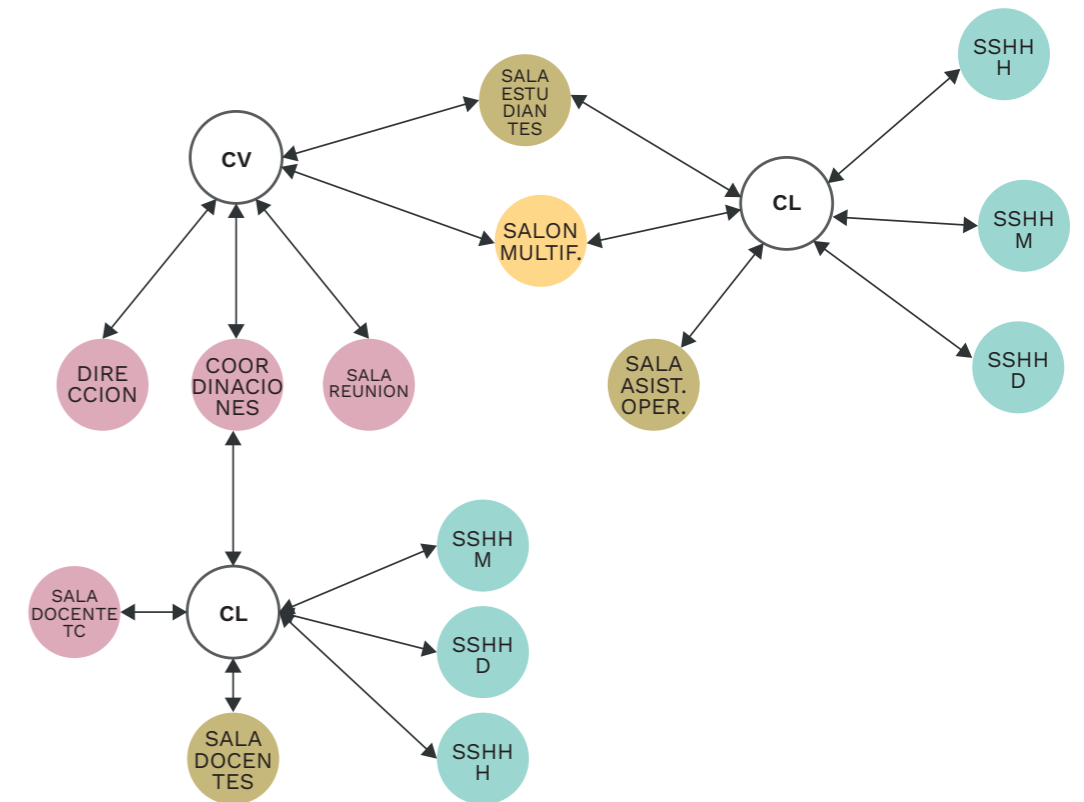 SSHH
H
SALA
ESTU
DIAN
TES
CV
CL
SSHH
M
SALON
MULTIF.
DIRE
CCION
COOR
DINACIO
NES
SALA
REUNION
SALA
ASIST.
OPER.
SSHH
D
SSHH
M
SALA
DOCENTE
TC
CL
SSHH
D
SALA
DOCEN
TES
SSHH
H